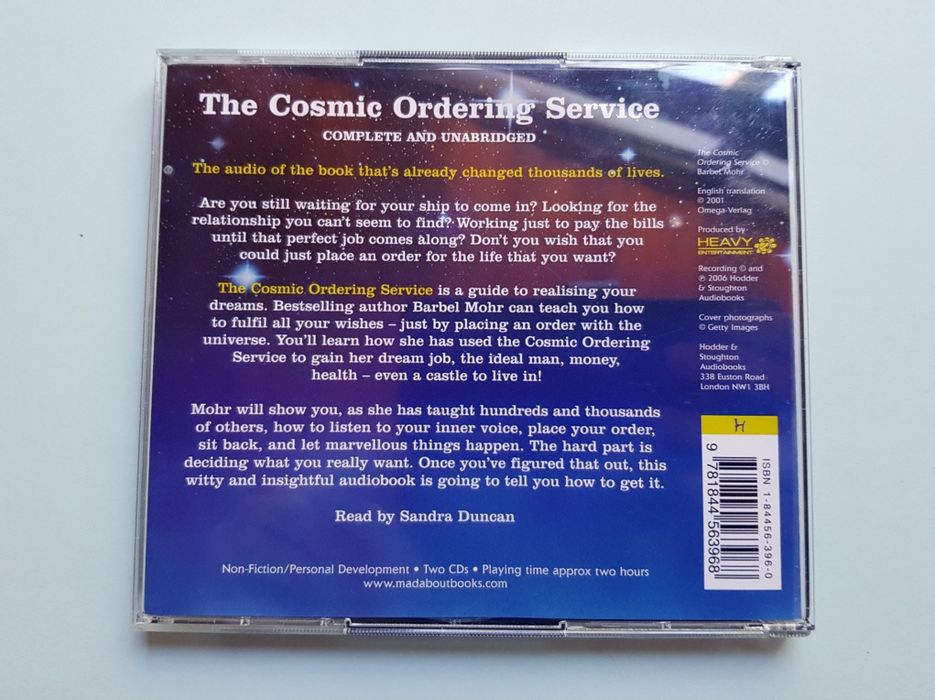 The Cosmic Ordering Service
COMPLETE AND UNABRIDGED
The audio of the book that's already changed thousands of lives.
Are you still waiting for your ship to come in? Looking for the
relationship you can't seem to find? Working just to pay the bills
until that perfect job comes along? Don't you wish that you
could just place an order for the life that you want?
The Cosmic Ordering Service is a guide to realising your
dreams. Bestselling author Barbel Mohr can teach you how
to fulfil all your wishes – just by placing an order with the
universe. You'll learn how she has used the Cosmic Ordering
Service to gain her dream job, the ideal man, money,
health – even a castle to live in!
Mohr will show you, as she has taught hundreds and thousands
of others, how to listen to your inner voice, place your order,
sit back, and let marvellous things happen. The hard part is
deciding what you really want. Once you've figured that out, this
witty and insightful audiobook is going to tell you how to get it.
Read by Sandra Duncan
Non-Fiction/Personal Development • Two CDs • Playing time approx two hours
www.madaboutbooks.com
The Cosmic
Ordering Service ©
Barbel Mohr
English translation
© 2001
Omega-Verlag
Produced by
HEAVY
ENTERTAINMENT
Recording © and
℗ 2006 Hodder
& Stoughton
Audiobooks
Cover photographs
© Getty Images
Hodder &
Stoughton
Audiobooks
338 Euston Road
London NW1 3BH
H
ISBN 1-84456-396-0
9 781844 563968